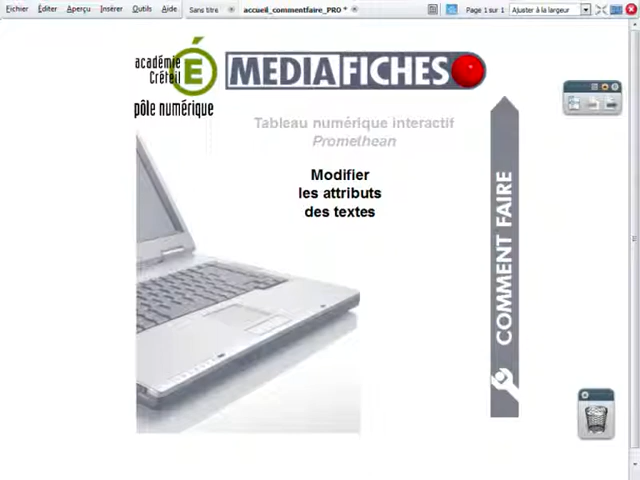 Fichier Éditer Aperçu Insérer Outils Aide Sans titre accueil_commentfaire_PRO * Page 1 sur 1 Ajuster à la largeur
académie
Créteil
É
pôle numérique
MEDIAFICHES
Tableau numérique interactif
Promethean
Modifier
les attributs
des textes
COMMENT FAIRE